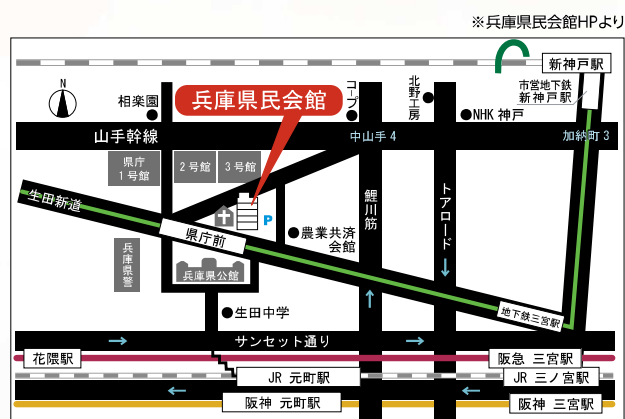 ※兵庫県民会館HPより
新神戸駅
N
相楽園
コープ
北野工房
市営地下鉄
新神戸駅
兵庫県民会館
NHK 神戸
山手幹線
中山手4
加納町3
県庁
1号館
2号館
3号館
生田新道
P
鯉川筋
トアロード
県庁前
農業共済
会館
兵庫県警
兵庫県公館
生田中学
地下鉄三宮駅
サンセット通り
花隈駅
阪急 三宮駅
JR 元町駅
JR 三ノ宮駅
阪神 元町駅
阪神 三宮駅